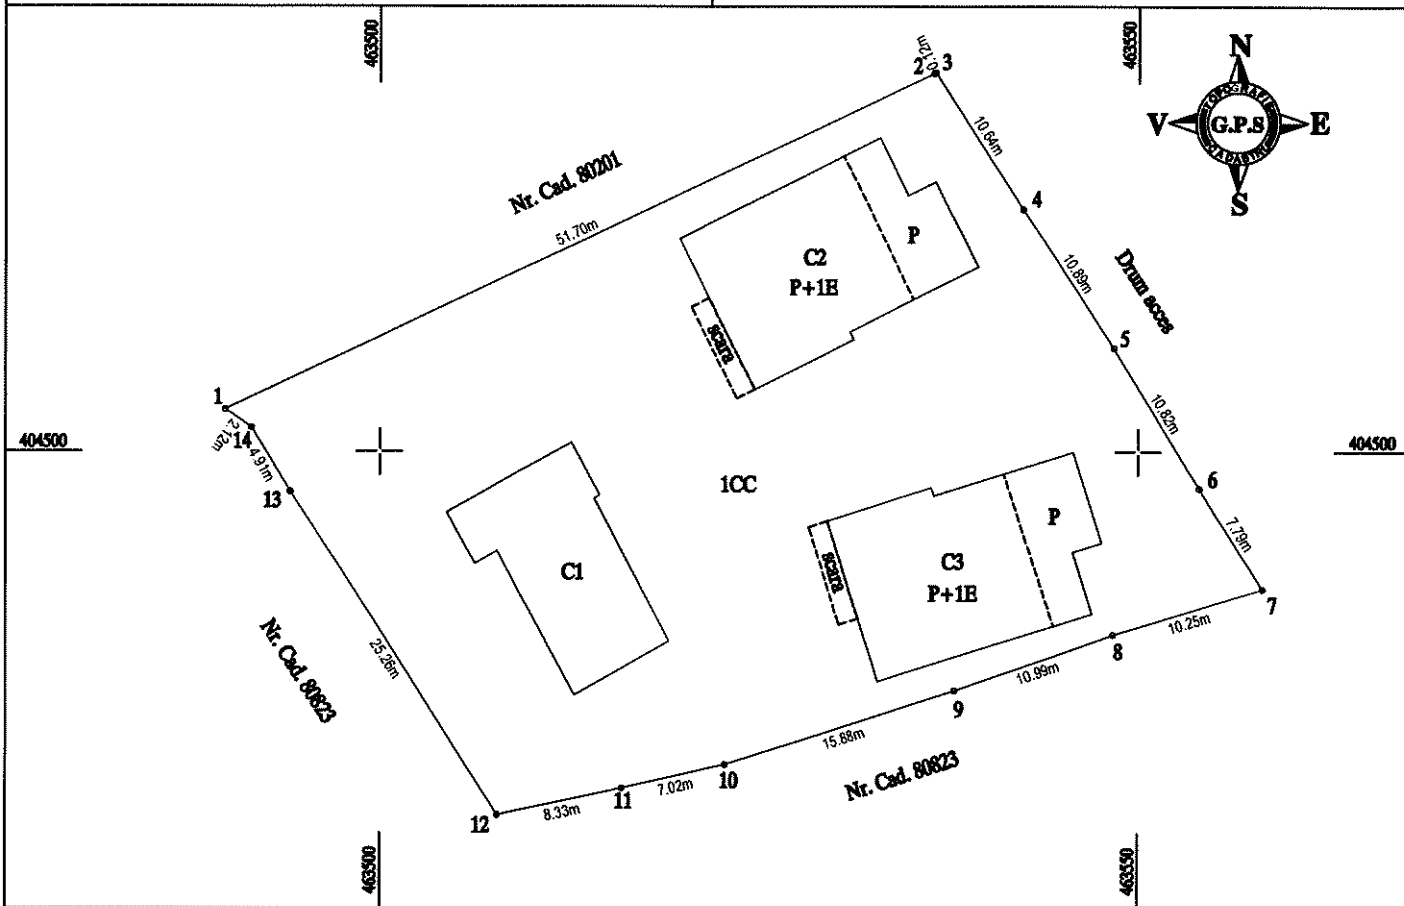 463500
463550
N
V
G.P.S
E
S
TOPOGRAFIE
CADASTRU
0.12m
2
3
10.64m
Nr. Cad. 80201
51.70m
4
P
C2
P+1E
10.89m
Drum acces
scara
5
1
10.82m
2.12m
14
404500
404500
4.91m
13
1CC
6
P
7.79m
C1
scara
C3
P+1E
7
10.25m
Nr. Cad. 80823
25.26m
8
10.99m
9
15.88m
10
Nr. Cad. 80823
7.02m
11
8.33m
12
463500
463550